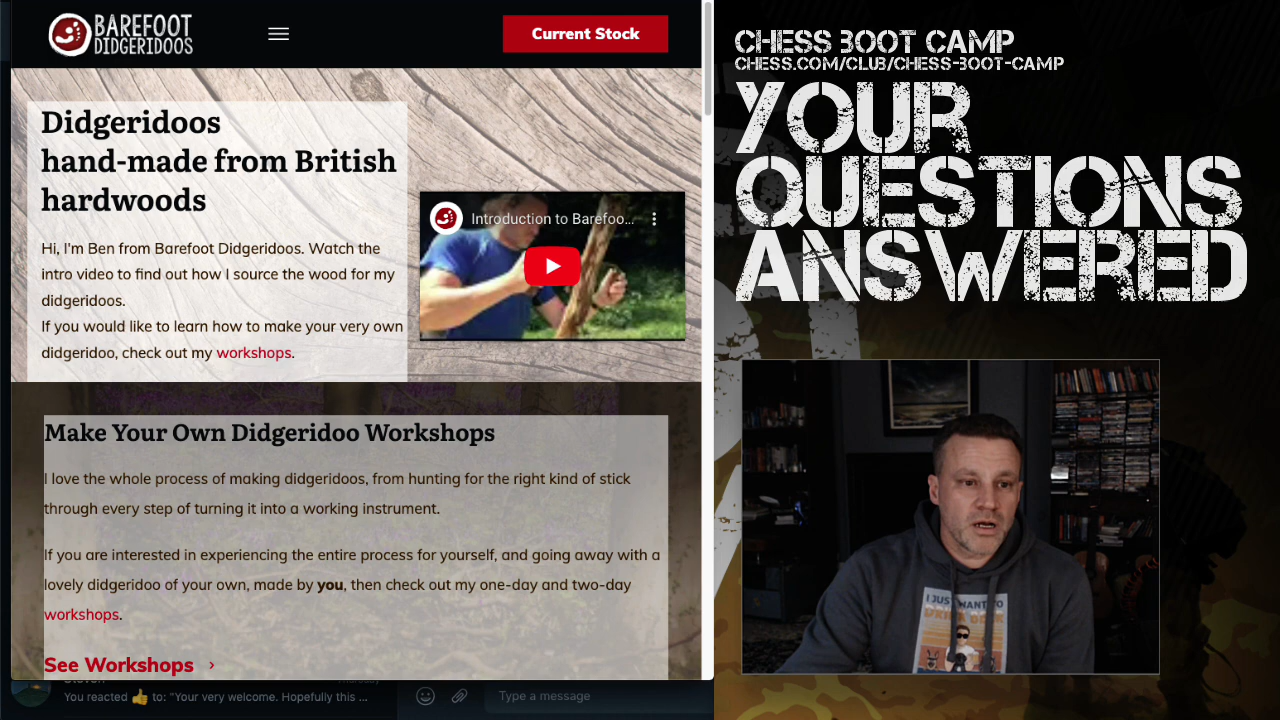 BAREFOOT
DIDGERIDOOS
Current Stock
Didgeridoos
hand-made from British
hardwoods
Hi, I'm Ben from Barefoot Didgeridoos. Watch the
intro video to find out how I source the wood for my
didgeridoos.
If you would like to learn how to make your very own
didgeridoo, check out my workshops.
Introduction to Barefoo...
Make Your Own Didgeridoo Workshops
I love the whole process of making didgeridoos, from hunting for the right kind of stick
through every step of turning it into a working instrument.
If you are interested in experiencing the entire process for yourself, and going away with a
lovely didgeridoo of your own, made by you, then check out my one-day and two-day
workshops.
See Workshops ›
You reacted 👍 to: "Your very welcome. Hopefully this ...
Type a message
CHESS BOOT CAMP
CHESS.COM/CLUB/CHESS-BOOT-CAMP
YOUR
QUESTIONS
ANSWERED
I JUST WANT TO
DRINK BEER